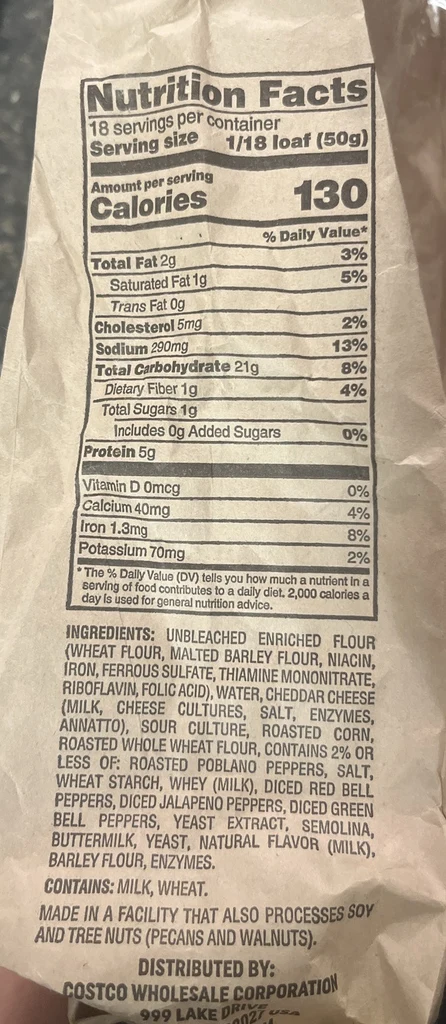 Nutrition Facts
18 servings per container
Serving size 1/18 loaf (50g)
Amount per serving
Calories 130
% Daily Value*
Total Fat 2g 3%
Saturated Fat 1g 5%
Trans Fat 0g
Cholesterol 5mg 2%
Sodium 290mg 13%
Total Carbohydrate 21g 8%
Dietary Fiber 1g 4%
Total Sugars 1g
Includes 0g Added Sugars 0%
Protein 5g
Vitamin D 0mcg 0%
Calcium 40mg 4%
Iron 1.3mg 8%
Potassium 70mg 2%
* The % Daily Value (DV) tells you how much a nutrient in a
serving of food contributes to a daily diet. 2,000 calories a
day is used for general nutrition advice.
INGREDIENTS: UNBLEACHED ENRICHED FLOUR
(WHEAT FLOUR, MALTED BARLEY FLOUR, NIACIN,
IRON, FERROUS SULFATE, THIAMINE MONONITRATE,
RIBOFLAVIN, FOLIC ACID), WATER, CHEDDAR CHEESE
(MILK, CHEESE CULTURES, SALT, ENZYMES,
ANNATTO), SOUR CULTURE, ROASTED CORN,
ROASTED WHOLE WHEAT FLOUR, CONTAINS 2% OR
LESS OF: ROASTED POBLANO PEPPERS, SALT,
WHEAT STARCH, WHEY (MILK), DICED RED BELL
PEPPERS, DICED JALAPENO PEPPERS, DICED GREEN
BELL PEPPERS, YEAST EXTRACT, SEMOLINA,
BUTTERMILK, YEAST, NATURAL FLAVOR (MILK),
BARLEY FLOUR, ENZYMES.
CONTAINS: MILK, WHEAT.
MADE IN A FACILITY THAT ALSO PROCESSES SOY
AND TREE NUTS (PECANS AND WALNUTS).
DISTRIBUTED BY:
COSTCO WHOLESALE CORPORATION
999 LAKE DRIVE
USA